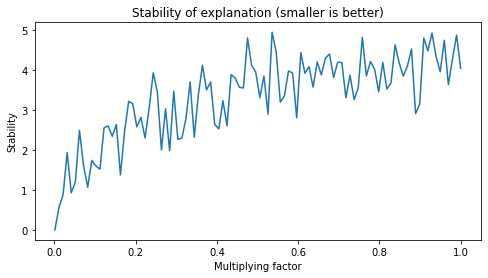 Stability of explanation (smaller is better)
Stability
5
4
3
2
1
0
0.0 0.2 0.4 0.6 0.8 1.0
Multiplying factor